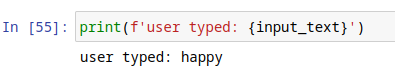 In [55]: print(f'user typed: {input_text}')
user typed: happy